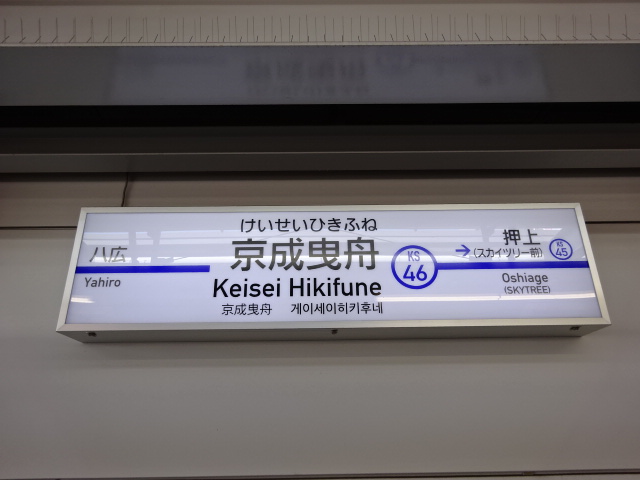 けいせいひきふね
京成曳舟
Keisei Hikifune
京成曳舟 게이세이히키후네
八広
Yahiro
KS
46
→
押上
(スカイツリー前)
KS
45
Oshiage
(SKYTREE)